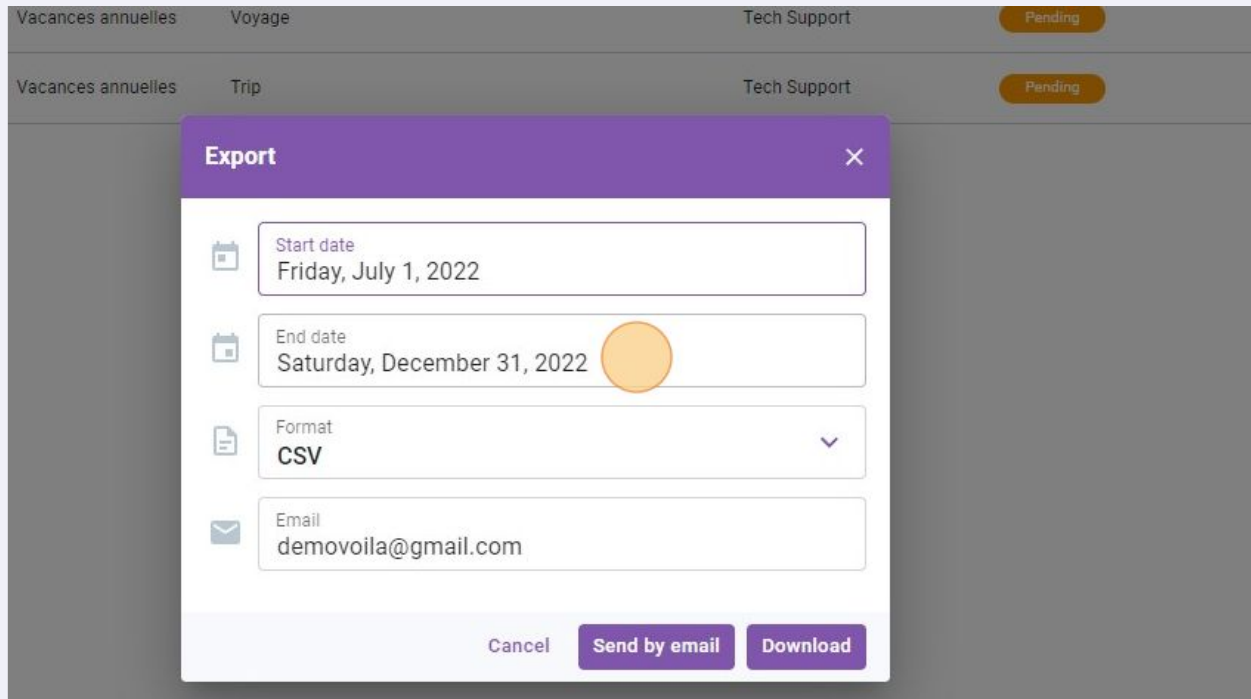 Vacances annuelles Voyage Tech Support Pending
Vacances annuelles Trip Tech Support Pending
Export
Start date
Friday, July 1, 2022
End date
Saturday, December 31, 2022
Format
CSV
Email
demovoila@gmail.com
Cancel Send by email Download